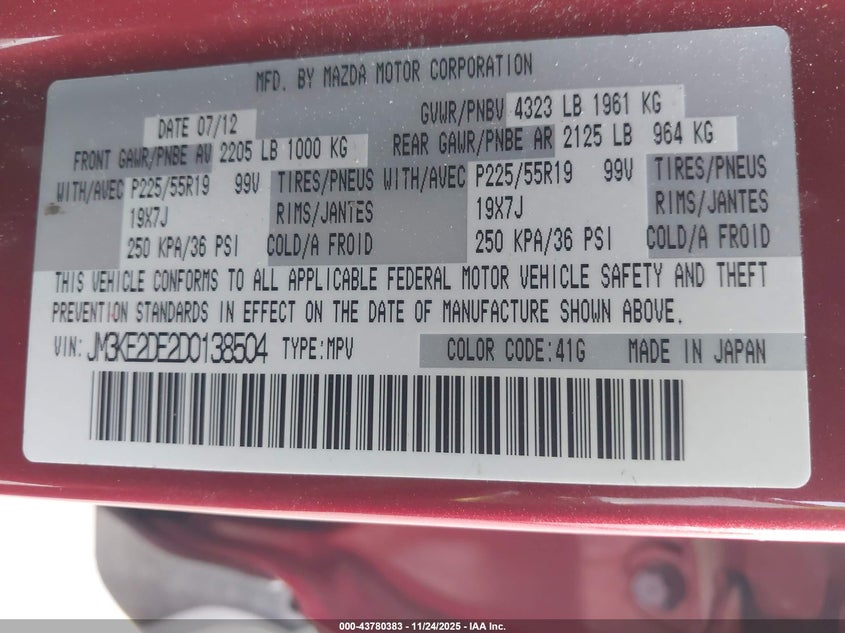 MFD. BY MAZDA MOTOR CORPORATION
DATE 07/12 GVWR/PNBV 4323 LB 1961 KG
FRONT GAWR/PNBE AV 2205 LB 1000 KG REAR GAWR/PNBE AR 2125 LB 964 KG
WITH/AVEC P225/55R19 99V TIRES/PNEUS WITH/AVEC P225/55R19 99V TIRES/PNEUS
19X7J RIMS/JANTES 19X7J RIMS/JANTES
250 KPA/36 PSI COLD/A FROID 250 KPA/36 PSI COLD/A FROID
THIS VEHICLE CONFORMS TO ALL APPLICABLE FEDERAL MOTOR VEHICLE SAFETY AND THEFT
PREVENTION STANDARDS IN EFFECT ON THE DATE OF MANUFACTURE SHOWN ABOVE.
VIN: JM3KE2DE2D0138504 TYPE:MPV COLOR CODE:41G MADE IN JAPAN
000-43780383 - 11/24/2025 - IAA Inc.